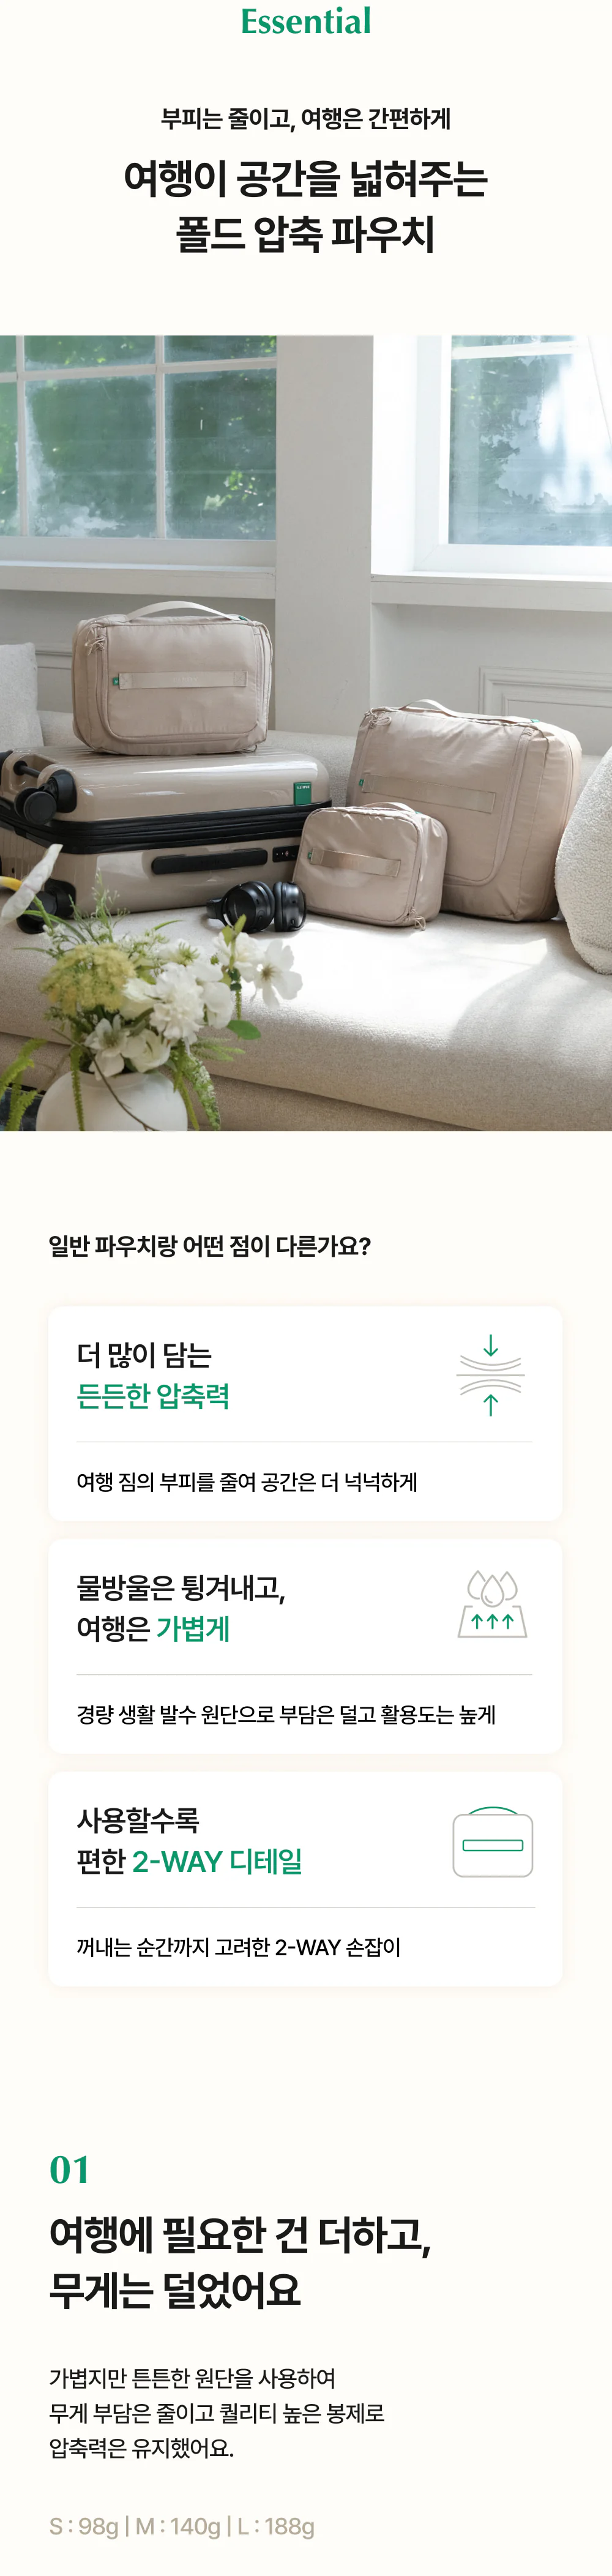 Essential
부피는 줄이고, 여행은 간편하게
여행이 공간을 넓혀주는
폴드 압축 파우치
일반 파우치랑 어떤 점이 다른가요?
더 많이 담는
든든한 압축력
여행 짐의 부피를 줄여 공간은 더 넉넉하게
물방울은 튕겨내고,
여행은 가볍게
경량 생활 발수 원단으로 부담은 덜고 활용도는 높게
사용할수록
편한 2-WAY 디테일
꺼내는 순간까지 고려한 2-WAY 손잡이
01
여행에 필요한 건 더하고,
무게는 덜었어요
가볍지만 튼튼한 원단을 사용하여
무게 부담은 줄이고 퀄리티 높은 봉제로
압축력은 유지했어요.
S : 98g | M : 140g | L : 188g